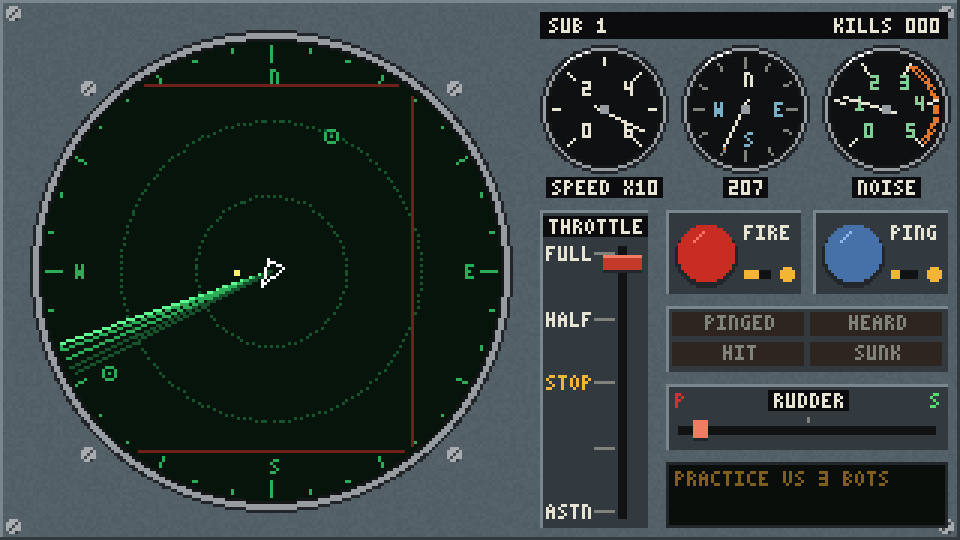 SUB 1 KILLS 000
N
W E
S
2 4
0 6
N
W E
S
2 3
1 4
0 5
SPEED X10 207 NOISE
THROTTLE
FULL
HALF
STOP
ASTN
FIRE PING
PINGED HEARD
HIT SUNK
P RUDDER S
PRACTICE VS 3 BOTS